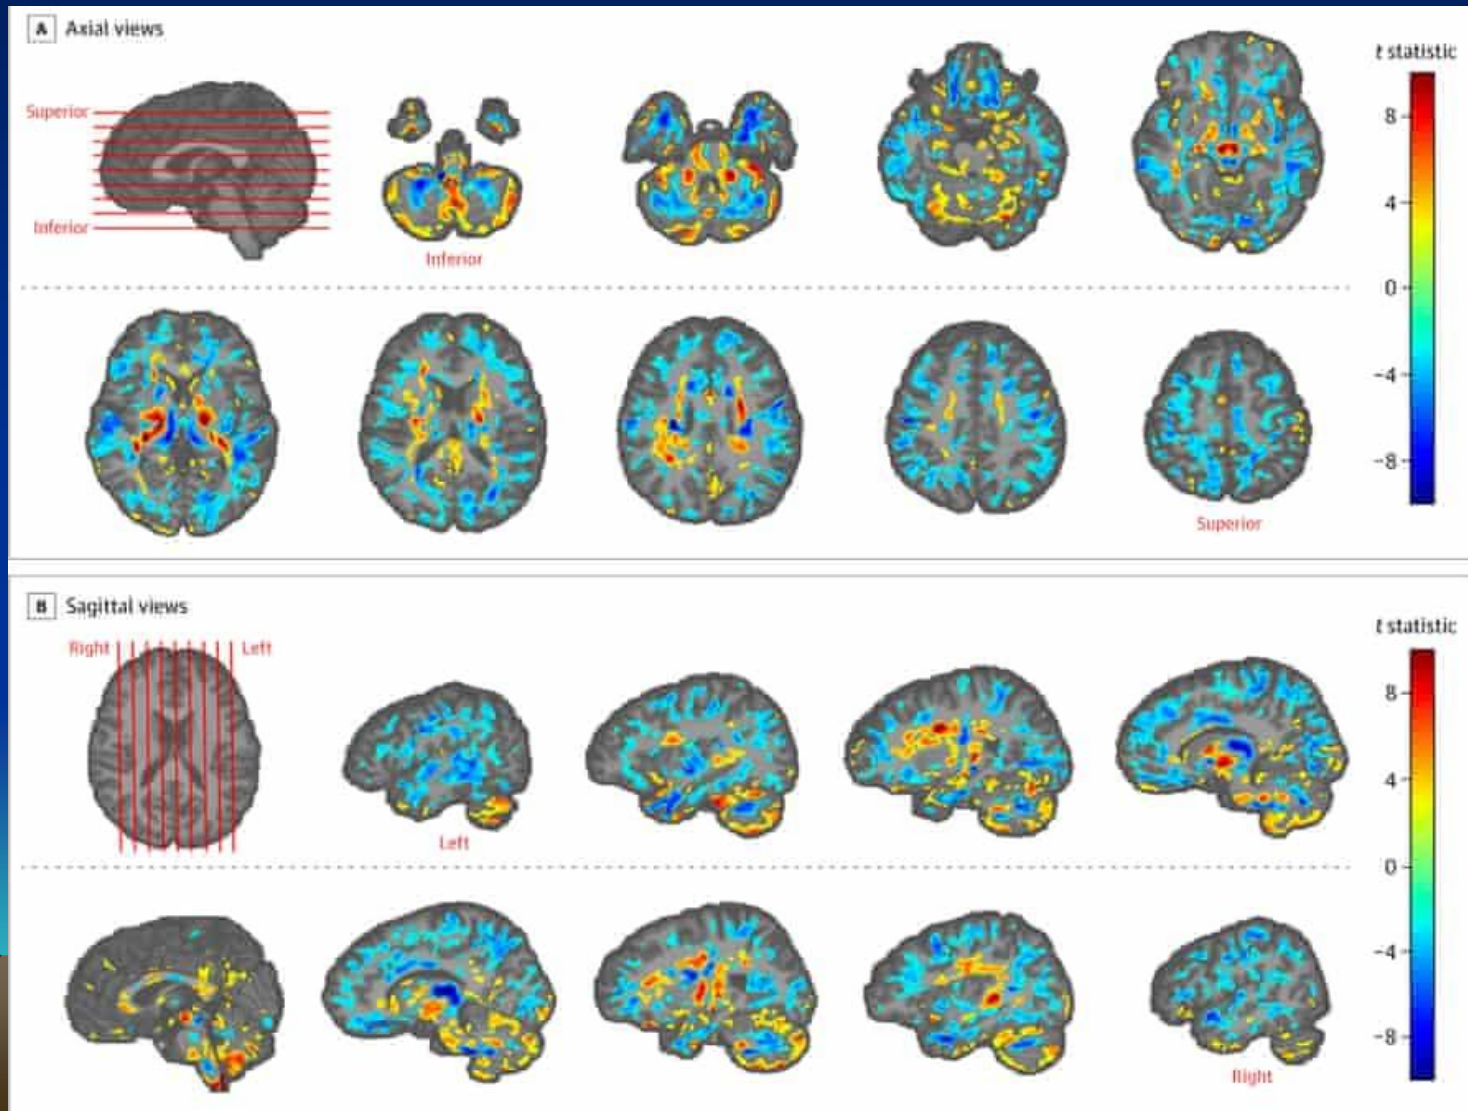 A Axial views
t statistic
Superior
Inferior
Inferior
8
4
0
−4
−8
Superior
B Sagittal views
t statistic
Right Left
Left
8
4
0
−4
−8
Right